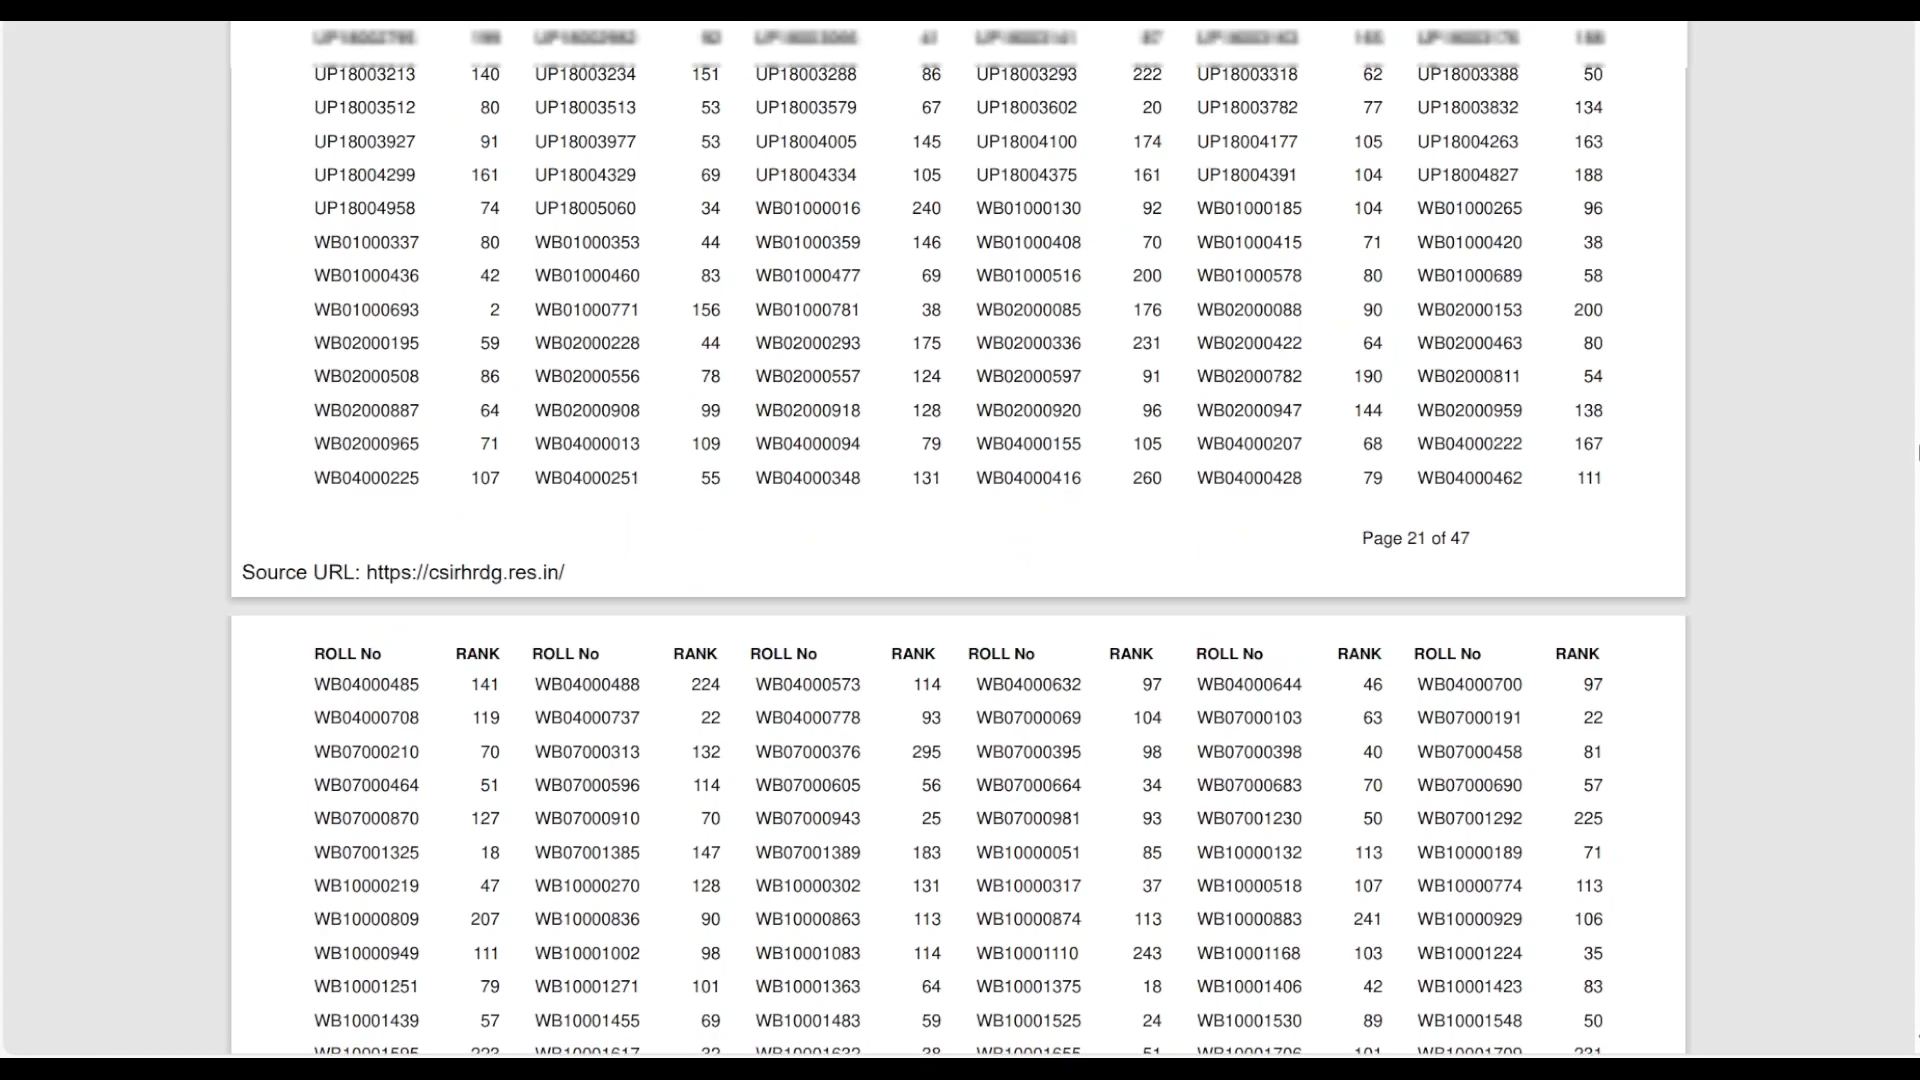 UP18003213 140 UP18003234 151 UP18003288 86 UP18003293 222 UP18003318 62 UP18003388 50
UP18003512 80 UP18003513 53 UP18003579 67 UP18003602 20 UP18003782 77 UP18003832 134
UP18003927 91 UP18003977 53 UP18004005 145 UP18004100 174 UP18004177 105 UP18004263 163
UP18004299 161 UP18004329 69 UP18004334 105 UP18004375 161 UP18004391 104 UP18004827 188
UP18004958 74 UP18005060 34 WB01000016 240 WB01000130 92 WB01000185 104 WB01000265 96
WB01000337 80 WB01000353 44 WB01000359 146 WB01000408 70 WB01000415 71 WB01000420 38
WB01000436 42 WB01000460 83 WB01000477 69 WB01000516 200 WB01000578 80 WB01000689 58
WB01000693 2 WB01000771 156 WB01000781 38 WB02000085 176 WB02000088 90 WB02000153 200
WB02000195 59 WB02000228 44 WB02000293 175 WB02000336 231 WB02000422 64 WB02000463 80
WB02000508 86 WB02000556 78 WB02000557 124 WB02000597 91 WB02000782 190 WB02000811 54
WB02000887 64 WB02000908 99 WB02000918 128 WB02000920 96 WB02000947 144 WB02000959 138
WB02000965 71 WB04000013 109 WB04000094 79 WB04000155 105 WB04000207 68 WB04000222 167
WB04000225 107 WB04000251 55 WB04000348 131 WB04000416 260 WB04000428 79 WB04000462 111
Page 21 of 47
Source URL: https://csirhrdg.res.in/
ROLL No RANK ROLL No RANK ROLL No RANK ROLL No RANK ROLL No RANK ROLL No RANK
WB04000485 141 WB04000488 224 WB04000573 114 WB04000632 97 WB04000644 46 WB04000700 97
WB04000708 119 WB04000737 22 WB04000778 93 WB07000069 104 WB07000103 63 WB07000191 22
WB07000210 70 WB07000313 132 WB07000376 295 WB07000395 98 WB07000398 40 WB07000458 81
WB07000464 51 WB07000596 114 WB07000605 56 WB07000664 34 WB07000683 70 WB07000690 57
WB07000870 127 WB07000910 70 WB07000943 25 WB07000981 93 WB07001230 50 WB07001292 225
WB07001325 18 WB07001385 147 WB07001389 183 WB10000051 85 WB10000132 113 WB10000189 71
WB10000219 47 WB10000270 128 WB10000302 131 WB10000317 37 WB10000518 107 WB10000774 113
WB10000809 207 WB10000836 90 WB10000863 113 WB10000874 113 WB10000883 241 WB10000929 106
WB10000949 111 WB10001002 98 WB10001083 114 WB10001110 243 WB10001168 103 WB10001224 35
WB10001251 79 WB10001271 101 WB10001363 64 WB10001375 18 WB10001406 42 WB10001423 83
WB10001439 57 WB10001455 69 WB10001483 59 WB10001525 24 WB10001530 89 WB10001548 50